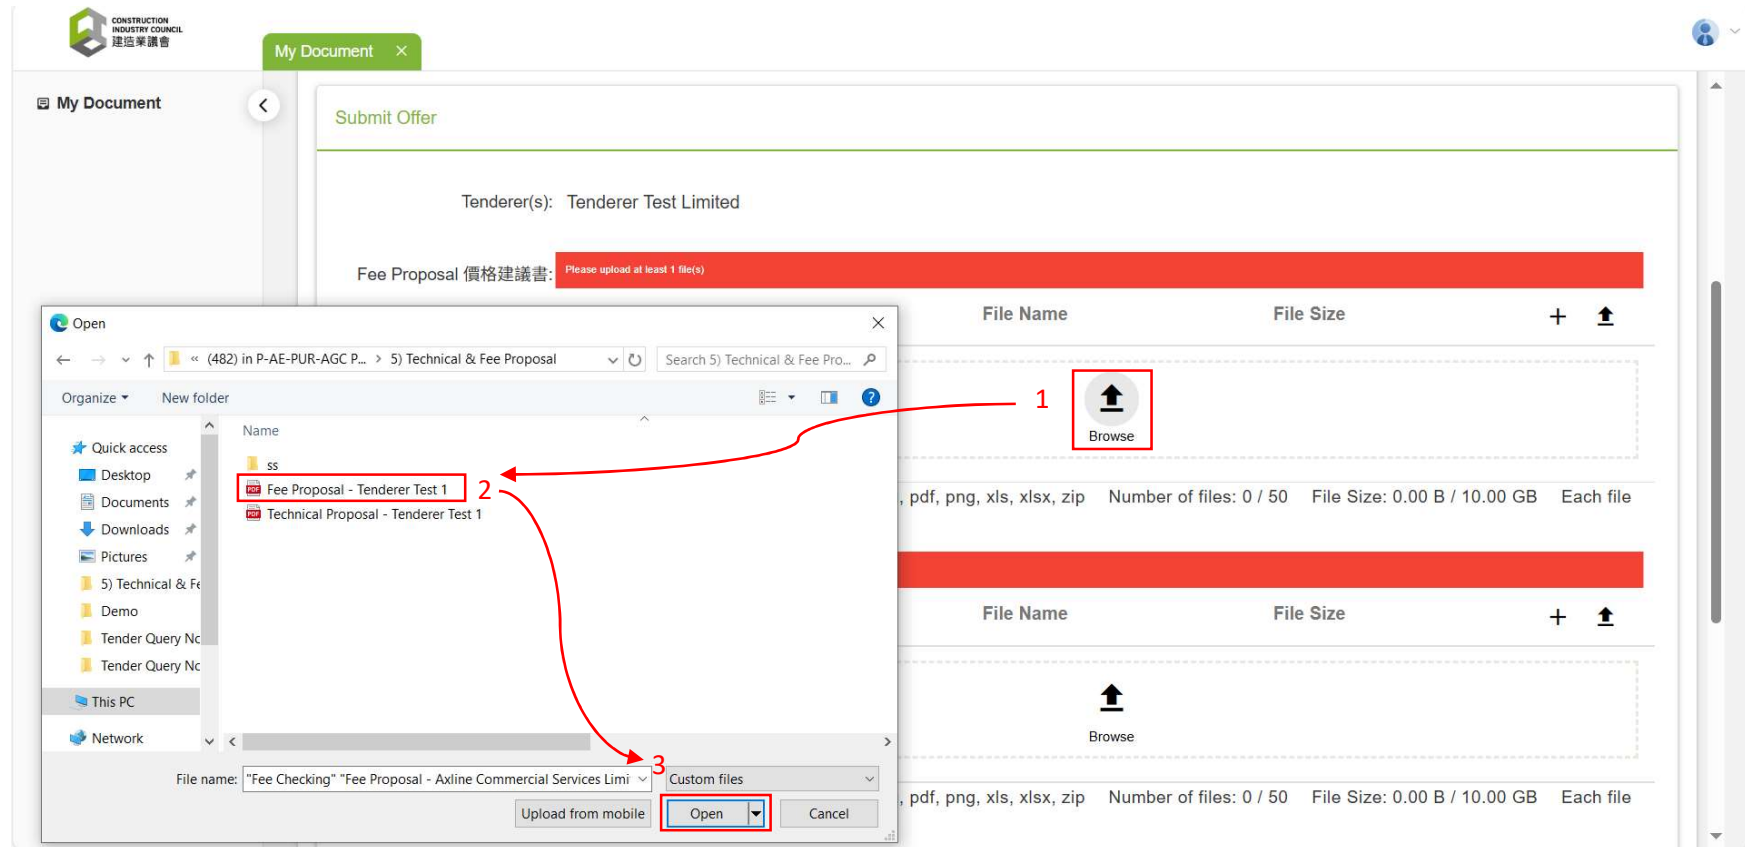 CONSTRUCTION
INDUSTRY COUNCIL
建造業議會
My Document ×
My Document
Submit Offer
Tenderer(s): Tenderer Test Limited
Fee Proposal 價格建議書: Please upload at least 1 file(s)
File Name File Size
Open
« (482) in P-AE-PUR-AGC P... > 5) Technical & Fee Proposal
Search 5) Technical & Fee Pro...
Organize New folder
Name
Quick access
Desktop
Documents
Downloads
Pictures
5) Technical & Fe
Demo
Tender Query Nc
Tender Query Nc
This PC
Network
ss
Fee Proposal - Tenderer Test 1
Technical Proposal - Tenderer Test 1
1
2
3
File name: "Fee Checking" "Fee Proposal - Axline Commercial Services Limi
Custom files
Upload from mobile
Open
Cancel
Browse
, pdf, png, xls, xlsx, zip Number of files: 0 / 50 File Size: 0.00 B / 10.00 GB Each file
File Name File Size
Browse
, pdf, png, xls, xlsx, zip Number of files: 0 / 50 File Size: 0.00 B / 10.00 GB Each file